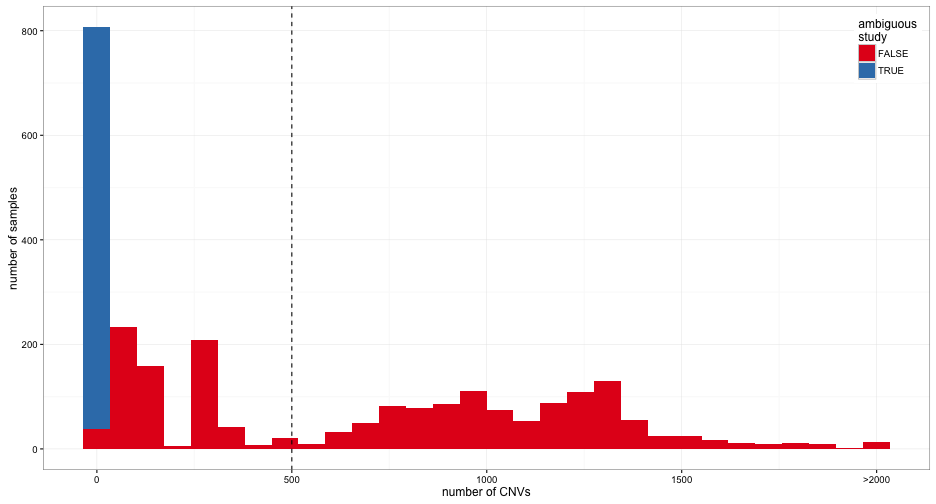 ambiguous
study
FALSE
TRUE
number of samples
800
600
400
200
0
0
500
1000
1500
>2000
number of CNVs